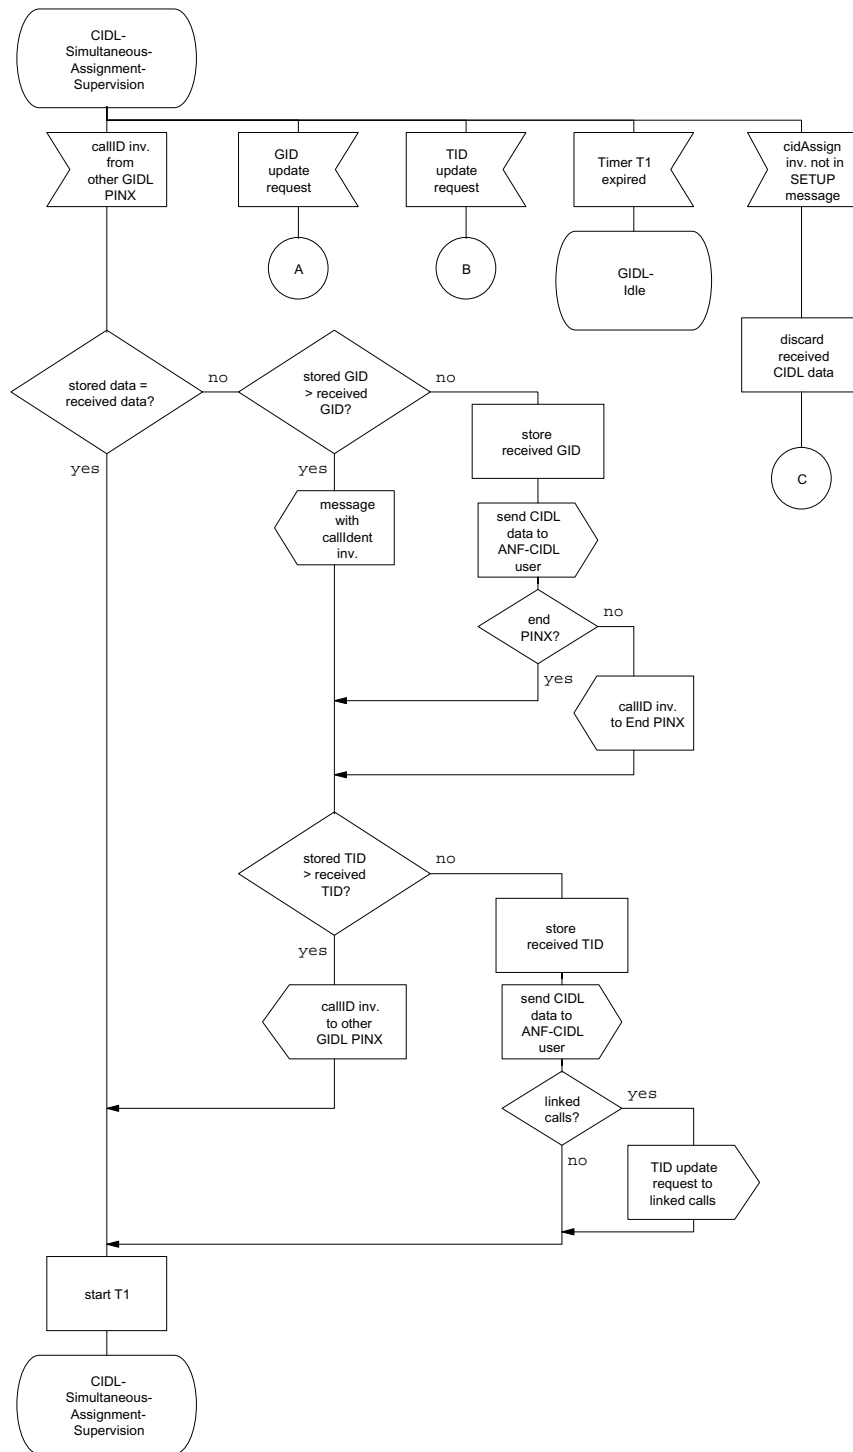 CIDL-
Simultaneous-
Assignment-
Supervision
callID inv.
from
other GIDL
PINX
GID
update
request
TID
update
request
Timer T1
expired
cidAssign
inv. not in
SETUP
message
A
B
GIDL-
Idle
discard
received
CIDL data
C
stored data =
received data?
no
yes
stored GID
> received
GID?
no
yes
store
received GID
message
with
callIdent
inv.
send CIDL
data to
ANF-CIDL
user
end
PINX?
no
yes
callID inv.
to End PINX
stored TID
> received
TID?
no
yes
store
received TID
callID inv.
to other
GIDL PINX
send CIDL
data to
ANF-CIDL
user
linked
calls?
yes
no
TID update
request to
linked calls
start T1
CIDL-
Simultaneous-
Assignment-
Supervision